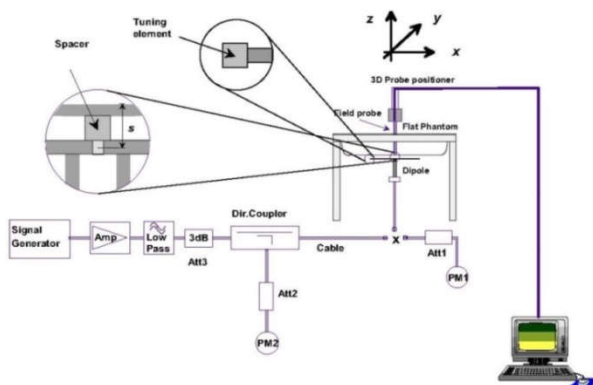 Tuning
element
Spacer
s
z
y
x
3D Probe positioner
Field probe
Flat Phantom
Dipole
Signal
Generator
Amp
Low
Pass
3dB
Att3
Dir.Coupler
Cable
x
Att1
PM1
Att2
PM2